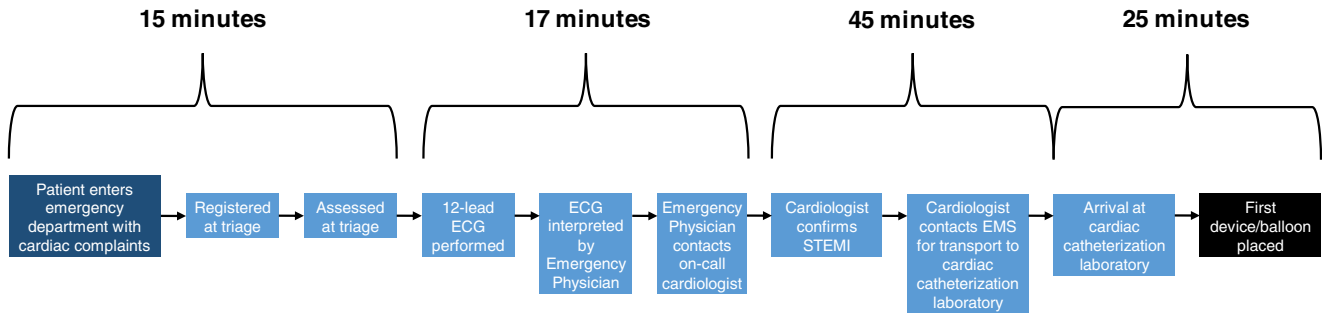 15 minutes
17 minutes
45 minutes
25 minutes
Patient enters
emergency
department with
cardiac complaints
Registered
at triage
Assessed
at triage
12-lead
ECG
performed
ECG
interpreted
by
Emergency
Physician
Emergency
Physician
contacts
on-call
cardiologist
Cardiologist
confirms
STEMI
Cardiologist
contacts EMS
for transport to
cardiac
catheterization
laboratory
Arrival at
cardiac
catheterization
laboratory
First
device/balloon
placed